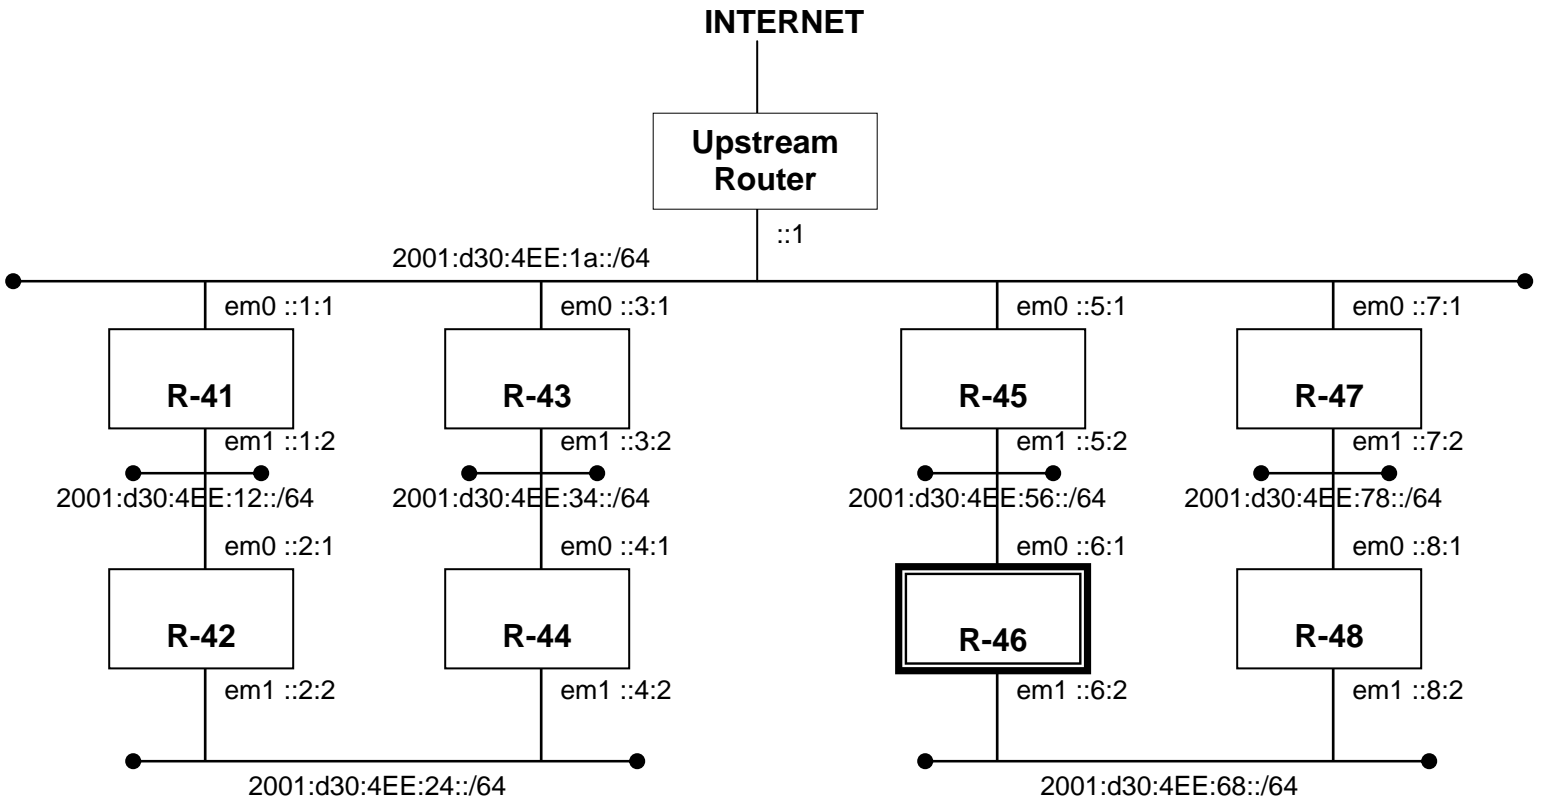 INTERNET
Upstream
Router
::1
2001:d30:4EE:1a::/64
em0 ::1:1
em0 ::3:1
em0 ::5:1
em0 ::7:1
R-41
R-43
R-45
R-47
em1 ::1:2
em1 ::3:2
em1 ::5:2
em1 ::7:2
2001:d30:4EE:12::/64
2001:d30:4EE:34::/64
2001:d30:4EE:56::/64
2001:d30:4EE:78::/64
em0 ::2:1
em0 ::4:1
em0 ::6:1
em0 ::8:1
R-42
R-44
R-46
R-48
em1 ::2:2
em1 ::4:2
em1 ::6:2
em1 ::8:2
2001:d30:4EE:24::/64
2001:d30:4EE:68::/64